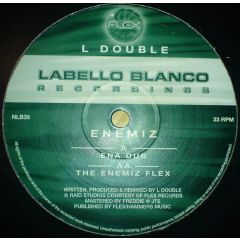 FLEX
L DOUBLE
LABELLO BLANCO
RECORDINGS
NLB35
33 RPM
ENEMIZ
A
ENA DUB
AA
THE ENEMIZ FLEX
WRITTEN, PRODUCED & REMIXED BY L DOUBLE
@ RAID STUDIOS COURTESY OF FLEX RECORDS
MASTERED BY FREDDIE @ JTS
PUBLISHED BY FLEX/HAMMERS MUSIC